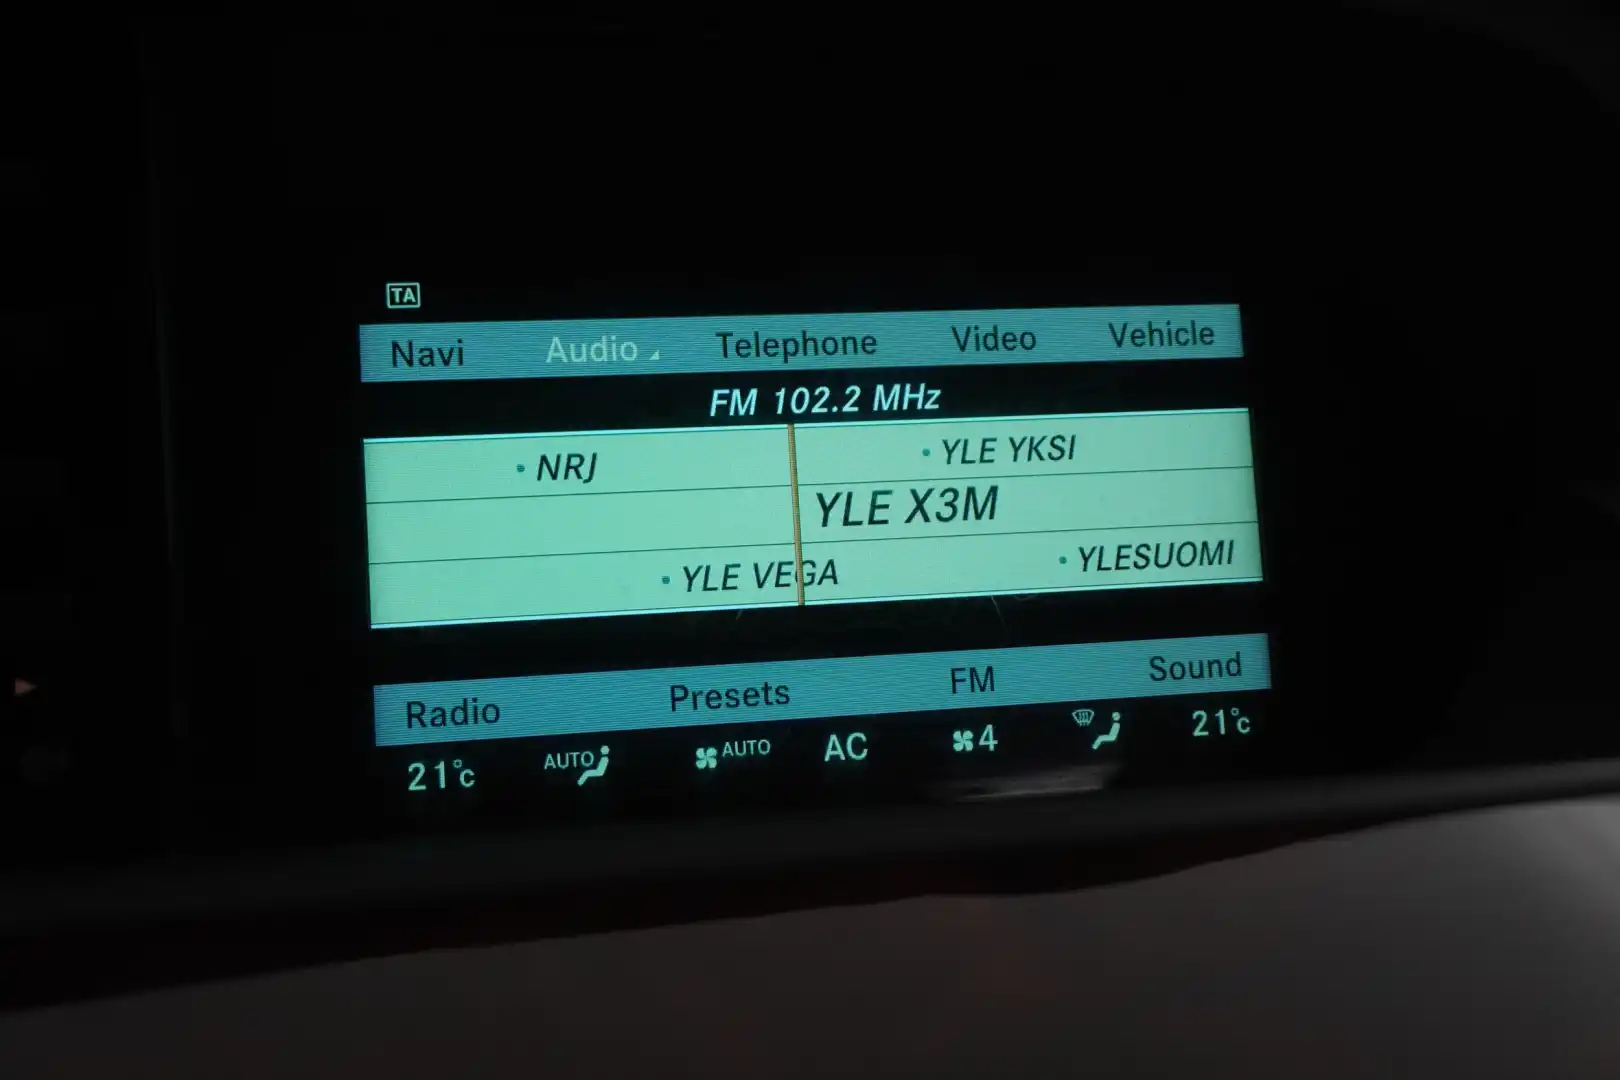 TA
Navi Audio Telephone Video Vehicle
FM 102.2 MHz
• NRJ • YLE YKSI
YLE X3M
• YLE VEGA • YLESUOMI
Radio Presets FM Sound
21°C AUTO AUTO AC 4 21°C